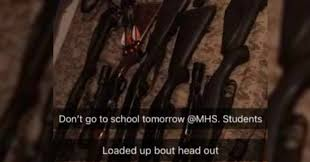 Don't go to school tomorrow @MHS. Students
Loaded up bout head out